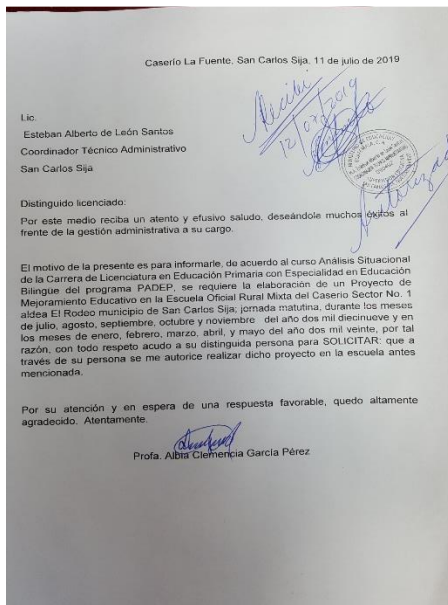 Caserío La Fuente, San Carlos Sija, 11 de julio de 2019
Recibí
12/07/2019
Lic.
Esteban Alberto de León Santos
Coordinador Técnico Administrativo
San Carlos Sija
Autorizado
Distinguido licenciado:
Por este medio reciba un atento y efusivo saludo, deseándole muchos éxitos al
frente de la gestión administrativa a su cargo.
El motivo de la presente es para informarle, de acuerdo al curso Análisis Situacional
de la Carrera de Licenciatura en Educación Primaria con Especialidad en Educación
Bilingüe del programa PADEP, se requiere la elaboración de un Proyecto de
Mejoramiento Educativo en la Escuela Oficial Rural Mixta del Caserio Sector No. 1
aldea El Rodeo municipio de San Carlos Sija; jornada matutina, durante los meses
de julio, agosto, septiembre, octubre y noviembre del año dos mil diecinueve y en
los meses de enero, febrero, marzo, abril, y mayo del año dos mil veinte, por tal
razón, con todo respeto acudo a su distinguida persona para SOLICITAR: que a
través de su persona se me autorice realizar dicho proyecto en la escuela antes
mencionada.
Por su atención y en espera de una respuesta favorable, quedo altamente
agradecido. Atentamente.
Profa. Albia Clemencia García Pérez